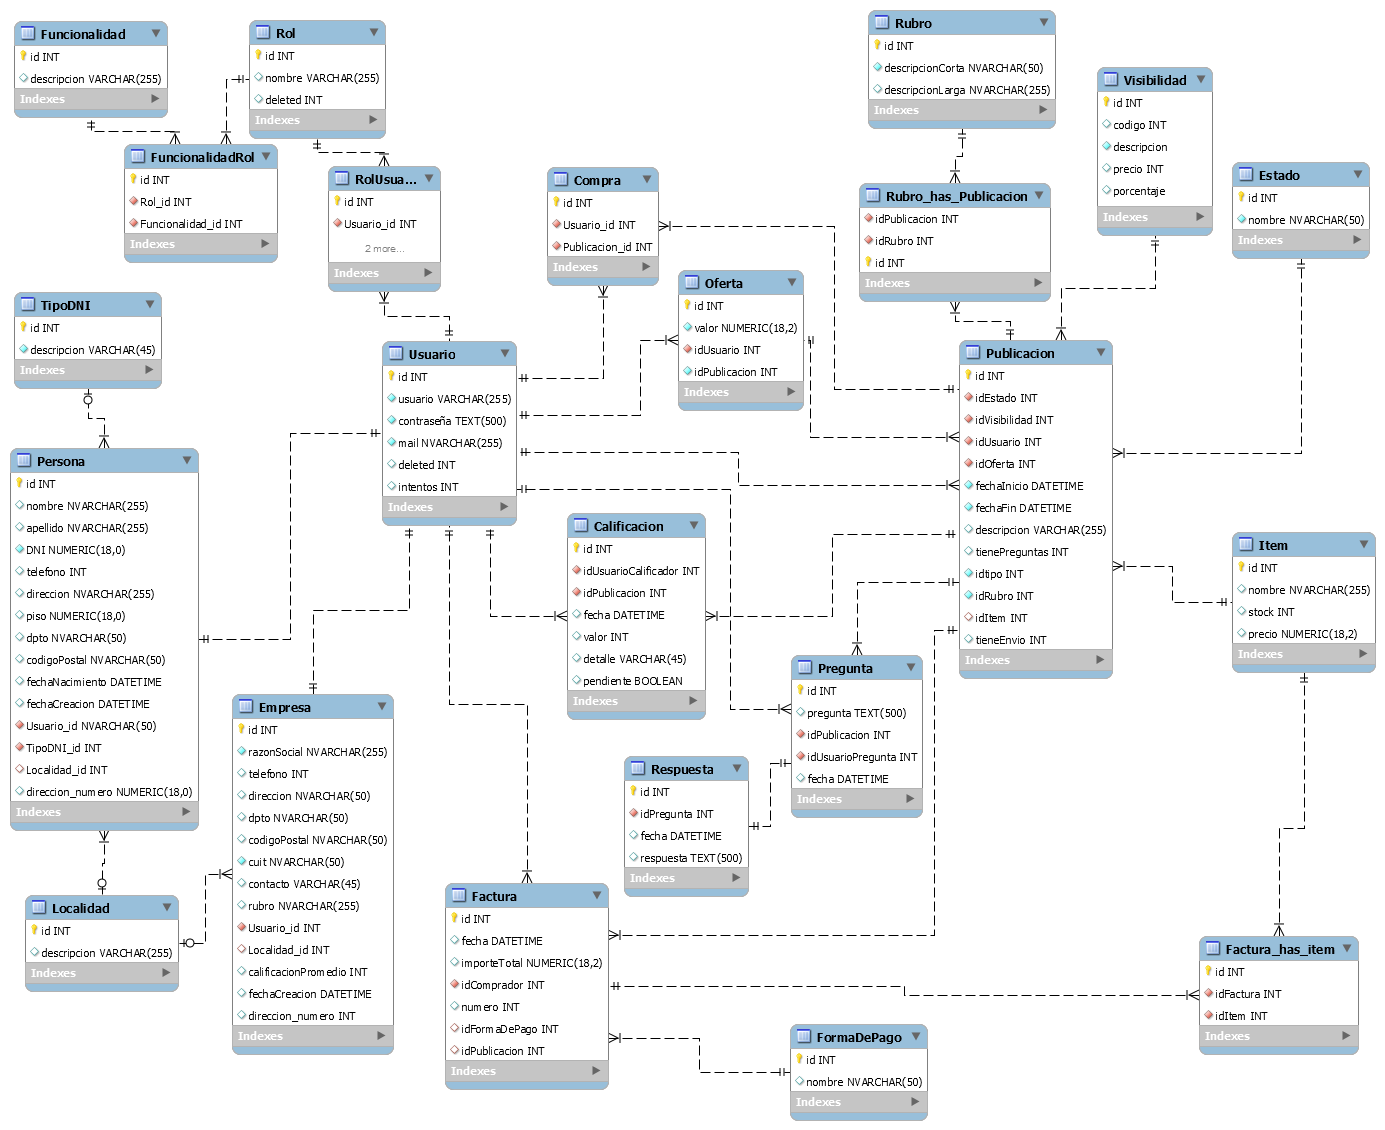 Funcionalidad
id INT
descripcion VARCHAR(255)
Indexes
Rol
id INT
nombre VARCHAR(255)
deleted INT
Indexes
FuncionalidadRol
id INT
Rol_id INT
Funcionalidad_id INT
Indexes
RolUsua...
id INT
Usuario_id INT
2 more...
Indexes
Compra
id INT
Usuario_id INT
Publicacion_id INT
Indexes
Rubro
id INT
descripcionCorta NVARCHAR(50)
descripcionLarga NVARCHAR(255)
Indexes
Visibilidad
id INT
codigo INT
descripcion
precio INT
porcentaje
Indexes
Estado
id INT
nombre NVARCHAR(50)
Indexes
Rubro_has_Publicacion
idPublicacion INT
idRubro INT
id INT
Indexes
Oferta
id INT
valor NUMERIC(18,2)
idUsuario INT
idPublicacion INT
Indexes
TipoDNI
id INT
descripcion VARCHAR(45)
Indexes
Usuario
id INT
usuario VARCHAR(255)
contraseña TEXT(500)
mail NVARCHAR(255)
deleted INT
intentos INT
Indexes
Publicacion
id INT
idEstado INT
idVisibilidad INT
idUsuario INT
idOferta INT
fechaInicio DATETIME
fechaFin DATETIME
descripcion VARCHAR(255)
tienePreguntas INT
idtipo INT
idRubro INT
idItem INT
tieneEnvio INT
Indexes
Persona
id INT
nombre NVARCHAR(255)
apellido NVARCHAR(255)
DNI NUMERIC(18,0)
telefono INT
direccion NVARCHAR(255)
piso NUMERIC(18,0)
dpto NVARCHAR(50)
codigoPostal NVARCHAR(50)
fechaNacimiento DATETIME
fechaCreacion DATETIME
Usuario_id NVARCHAR(50)
TipoDNI_id INT
Localidad_id INT
direccion_numero NUMERIC(18,0)
Indexes
Calificacion
id INT
idUsuarioCalificador INT
idPublicacion INT
fecha DATETIME
valor INT
detalle VARCHAR(45)
pendiente BOOLEAN
Indexes
Item
id INT
nombre NVARCHAR(255)
stock INT
precio NUMERIC(18,2)
Indexes
Pregunta
id INT
pregunta TEXT(500)
idPublicacion INT
idUsuarioPregunta INT
fecha DATETIME
Indexes
Empresa
id INT
razonSocial NVARCHAR(255)
telefono INT
direccion NVARCHAR(50)
dpto NVARCHAR(50)
codigoPostal NVARCHAR(50)
cuit NVARCHAR(50)
contacto VARCHAR(45)
rubro NVARCHAR(255)
Usuario_id INT
Localidad_id INT
calificacionPromedio INT
fechaCreacion DATETIME
direccion_numero INT
Indexes
Respuesta
id INT
idPregunta INT
fecha DATETIME
respuesta TEXT(500)
Indexes
Localidad
id INT
descripcion VARCHAR(255)
Indexes
Factura
id INT
fecha DATETIME
importeTotal NUMERIC(18,2)
idComprador INT
numero INT
idFormaDePago INT
idPublicacion INT
Indexes
Factura_has_item
id INT
idFactura INT
idItem INT
Indexes
FormaDePago
id INT
nombre NVARCHAR(50)
Indexes